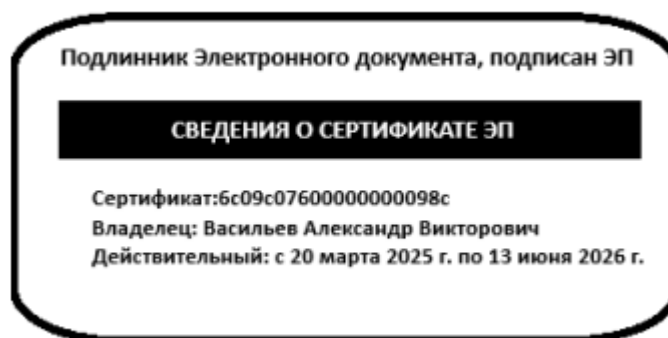 Подлинник Электронного документа, подписан ЭП
СВЕДЕНИЯ О СЕРТИФИКАТЕ ЭП
Сертификат:6c09c07600000000098c
Владелец: Васильев Александр Викторович
Действительный: с 20 марта 2025 г. по 13 июня 2026 г.